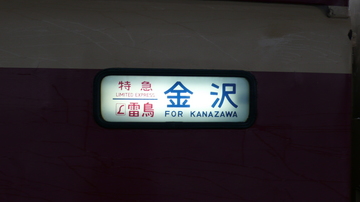 特急
LIMITED EXPRESS
L雷鳥
金沢
FOR KANAZAWA